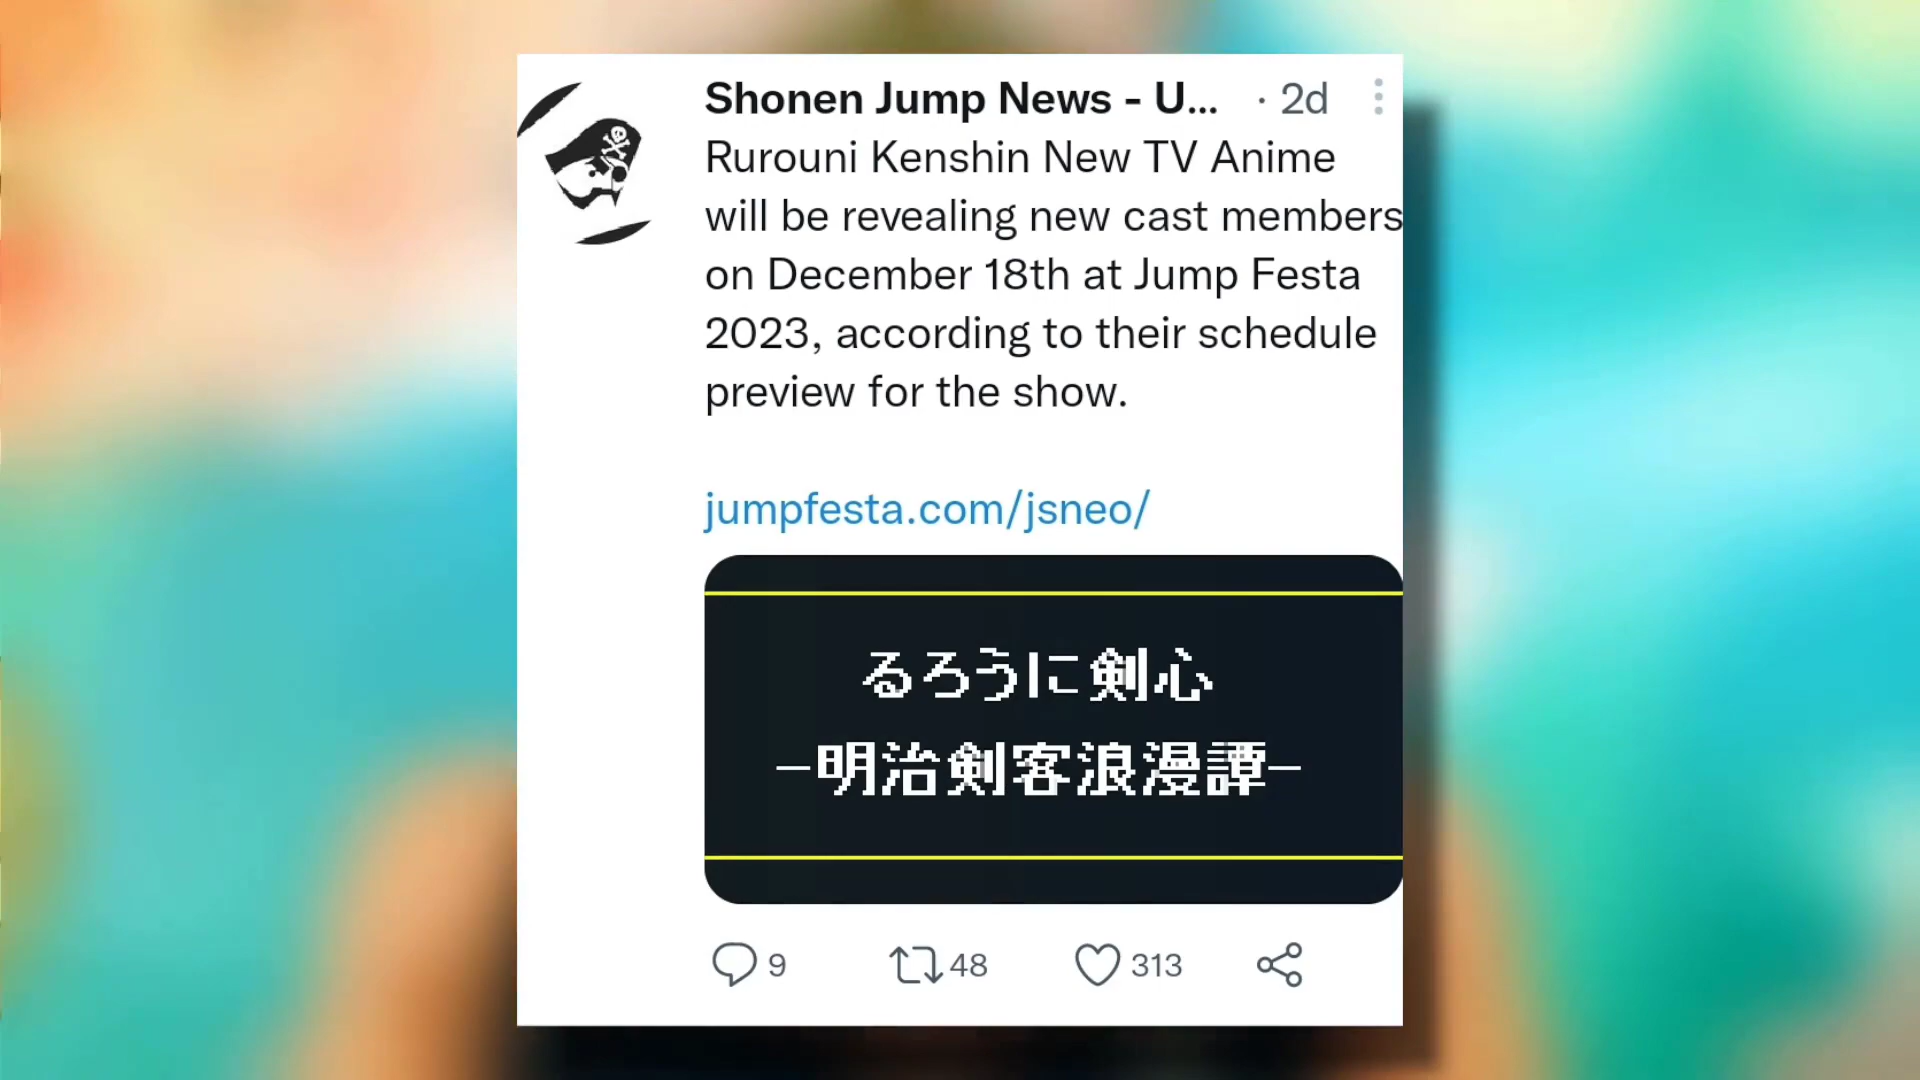 Shonen Jump News - U... · 2d
Rurouni Kenshin New TV Anime
will be revealing new cast members
on December 18th at Jump Festa
2023, according to their schedule
preview for the show.
jumpfesta.com/jsneo/
るろうに剣心
−明治剣客浪漫譚−
9 48 313